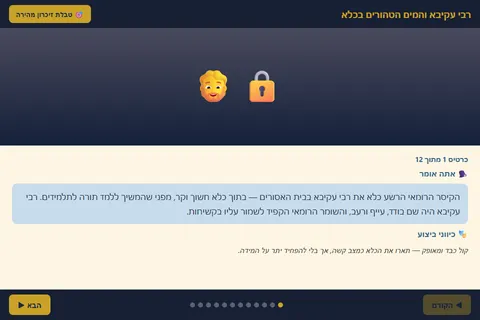 רבי עקיבא והמים הטהורים בכלא
🧠 טבלת זיכרון מהירה
כרטיס 1 מתוך 12
🗣️ אתה אומר
הקיסר הרומאי הרשע כלא את רבי עקיבא בבית האסורים — בתוך כלא חשוך וקר, מפני שהמשיך ללמד תורה לתלמידים. רבי
עקיבא היה שם בודד, עייף ורעב, והשומר הרומאי הקפיד לשמור עליו בקשיחות.
🎭 כיווני ביצוע
קול כבד ומאופק — תארו את הכלא כמצב קשה, אך בלי להפחיד יתר על המידה.
◀ הקודם
הבא ▶